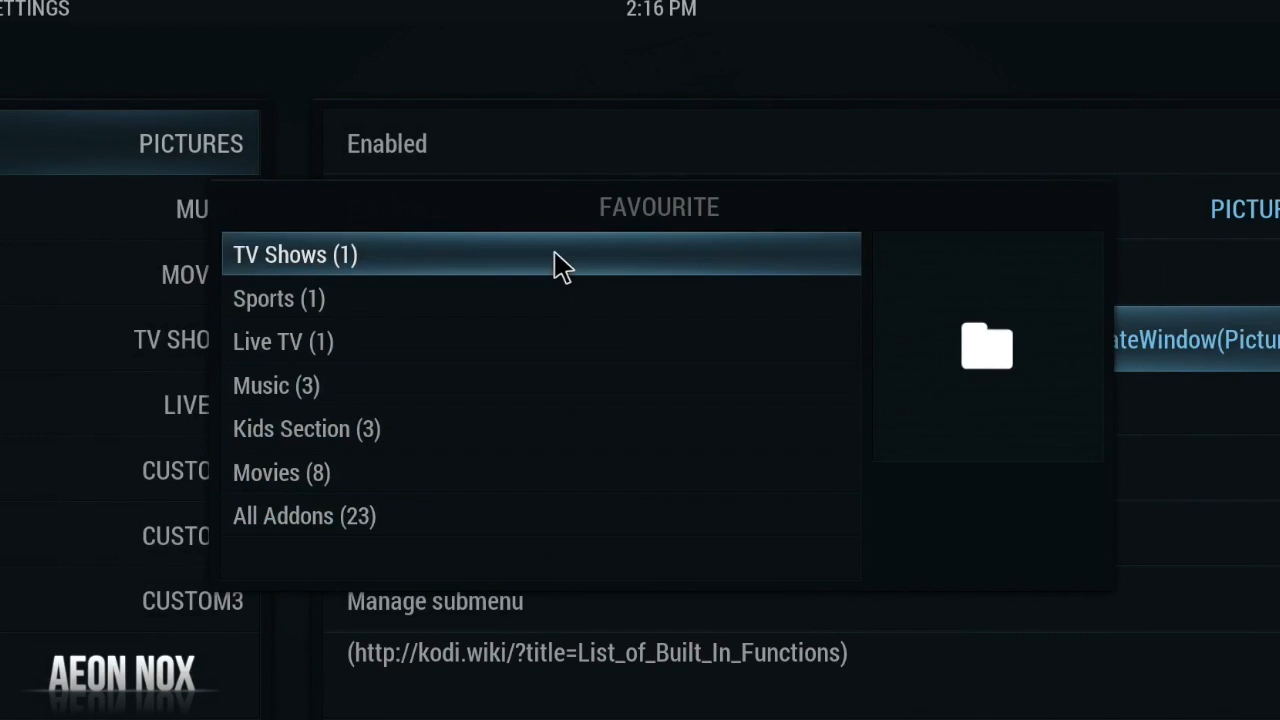 ETTINGS
2:16 PM
PICTURES
Enabled
MU
PICTUR
FAVOURITE
TV Shows (1)
MOV
Sports (1)
TV SHO
Live TV (1)
ateWindow(Pictur
LIVE
Music (3)
Kids Section (3)
CUSTO
Movies (8)
CUSTO
All Addons (23)
CUSTOM3
Manage submenu
(http://kodi.wiki/?title=List_of_Built_In_Functions)
AEON NOX